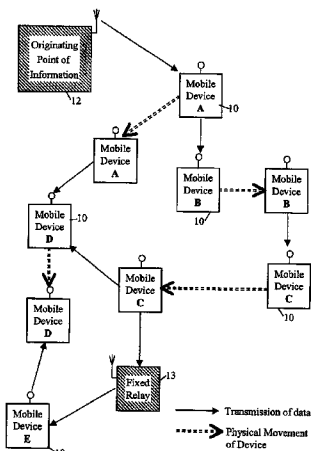 Originating
Point of
Information
12
Mobile
Device
A
10
Mobile
Device
A
Mobile
Device
B
10
Mobile
Device
B
Mobile
Device
D
10
Mobile
Device
C
Mobile
Device
C
10
Mobile
Device
D
Fixed
Relay
13
Mobile
Device
E
10
Transmission of data
Physical Movement
of Device